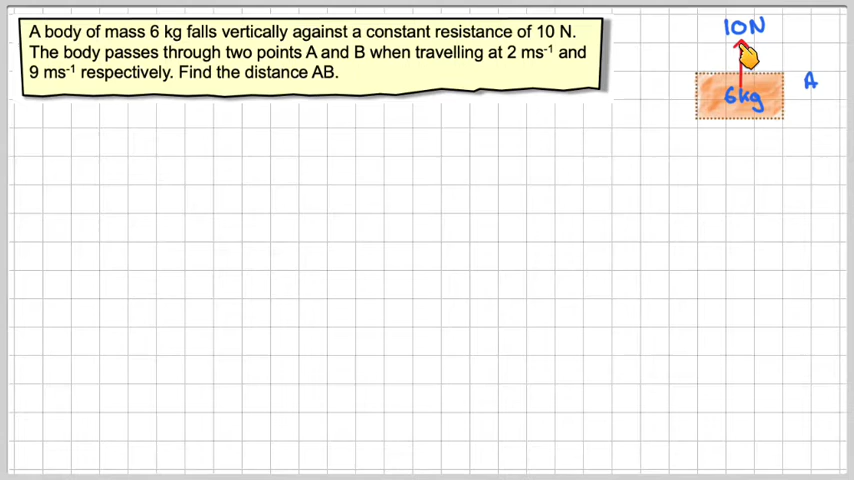 A body of mass 6 kg falls vertically against a constant resistance of 10 N.
The body passes through two points A and B when travelling at 2 ms⁻¹ and
9 ms⁻¹ respectively. Find the distance AB.
10N
6kg
A